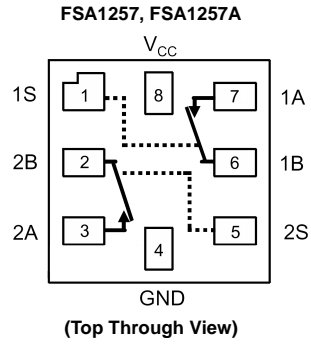 FSA1257, FSA1257A
VCC
1S 1 8 7 1A
2B 2 6 1B
2A 3 4 5 2S
GND
(Top Through View)